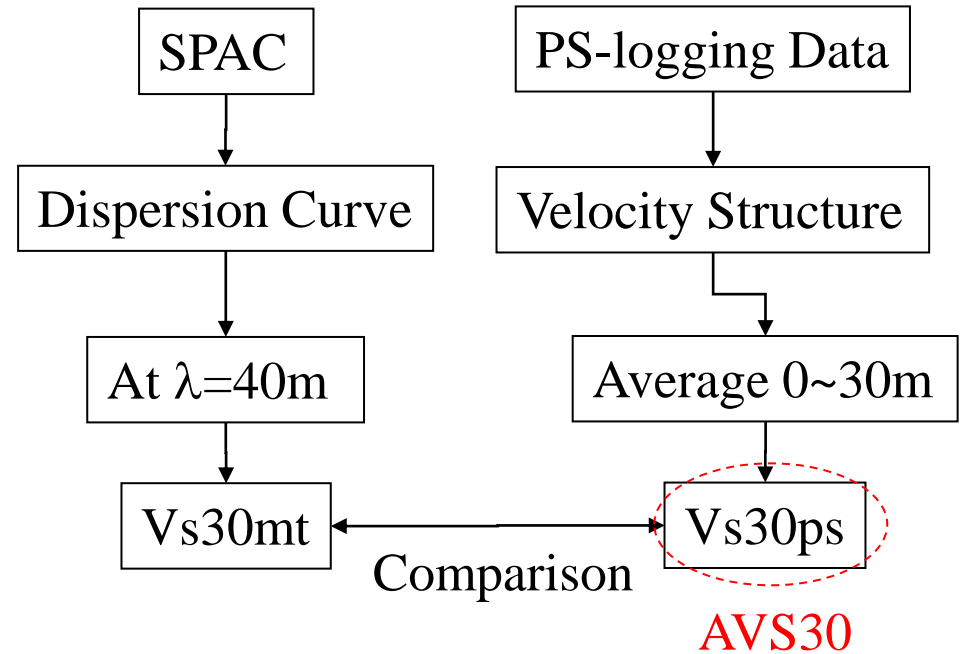 SPAC
PS-logging Data
Dispersion Curve
Velocity Structure
At λ=40m
Average 0~30m
Vs30mt
Vs30ps
Comparison
AVS30